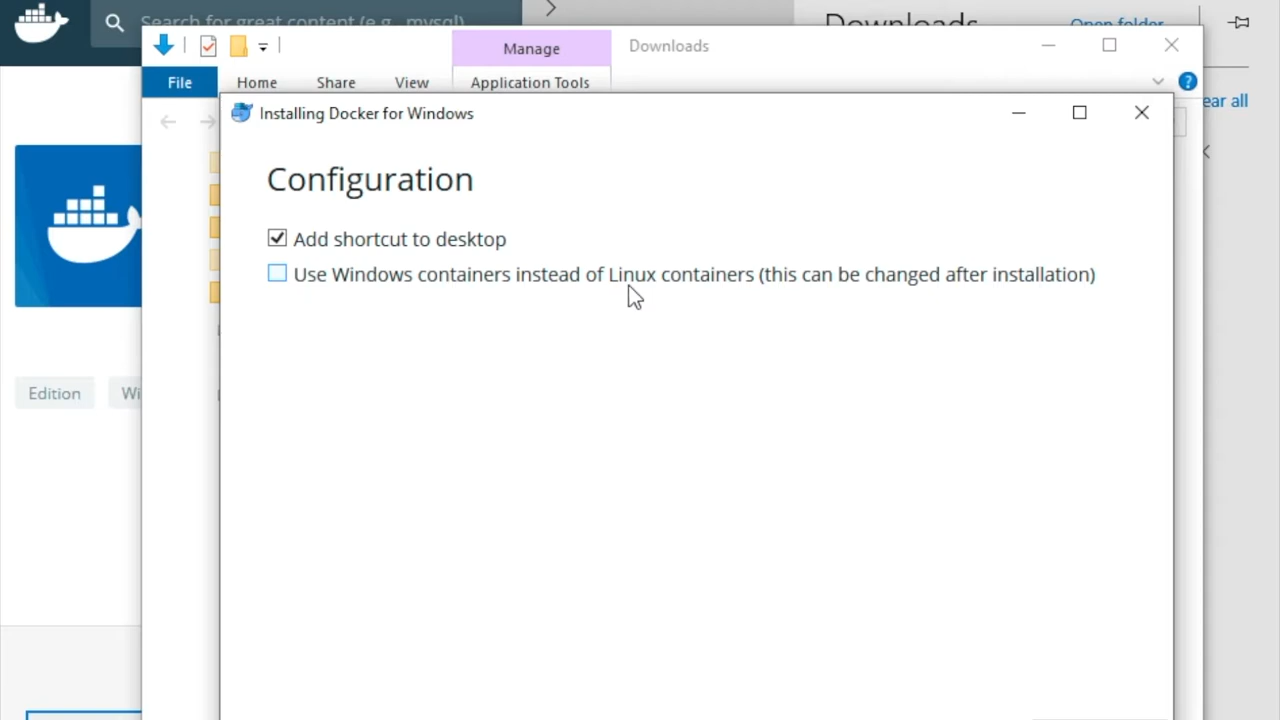 Search for great content (e.g., mysql)
Downloads
Open folder
Manage
Downloads
File
Home
Share
View
Application Tools
ear all
Installing Docker for Windows
Configuration
Add shortcut to desktop
Use Windows containers instead of Linux containers (this can be changed after installation)
Edition
Wi